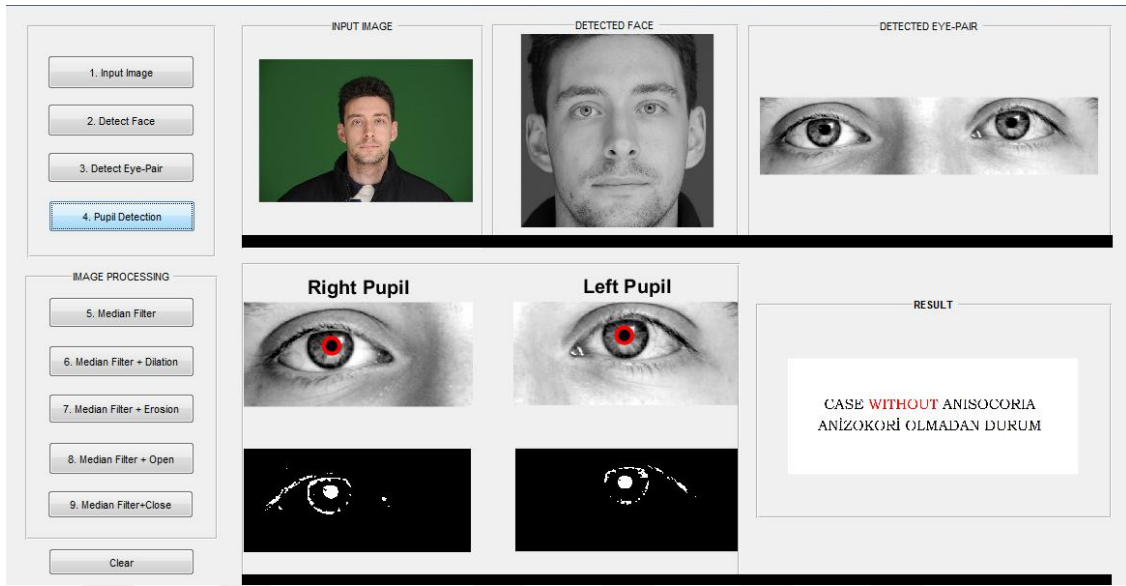 1. Input Image
2. Detect Face
3. Detect Eye-Pair
4. Pupil Detection
IMAGE PROCESSING
5. Median Filter
6. Median Filter + Dilation
7. Median Filter + Erosion
8. Median Filter + Open
9. Median Filter+Close
Clear
INPUT IMAGE
DETECTED FACE
DETECTED EYE-PAIR
Right Pupil
Left Pupil
RESULT
CASE WITHOUT ANISOCORIA
ANİZOKORİ OLMADAN DURUM